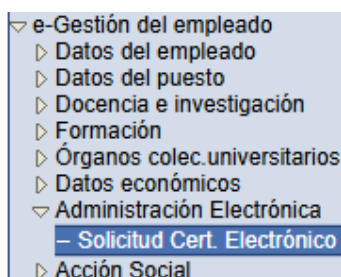 e-Gestión del empleado
Datos del empleado
Datos del puesto
Docencia e investigación
Formación
Órganos colec.universitarios
Datos económicos
Administración Electrónica
– Solicitud Cert. Electrónico
Acción Social